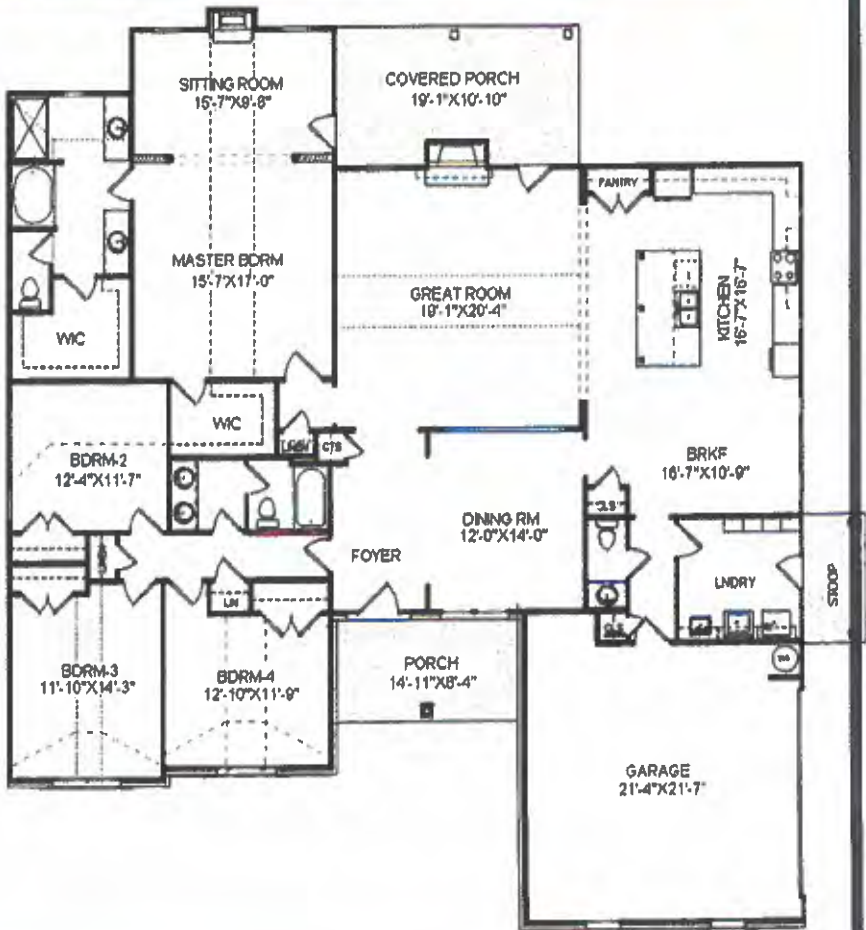 SITTING ROOM
15'-7"X9'-6"
COVERED PORCH
19'-1"X10'-10"
PANTRY
MASTER BDRM
15'-7"X17'-0"
GREAT ROOM
19'-1"X20'-4"
KITCHEN
16'-7"X16'-7"
WIC
WIC
BDRM-2
12'-4"X11'-7"
BRKF
16'-7"X10'-9"
DINING RM
12'-0"X14'-0"
FOYER
LNDRY
STOOP
LIN
BDRM-3
11'-10"X14'-3"
BDRM-4
12'-10"X11'-9"
PORCH
14'-11"X8'-4"
GARAGE
21'-4"X21'-7"